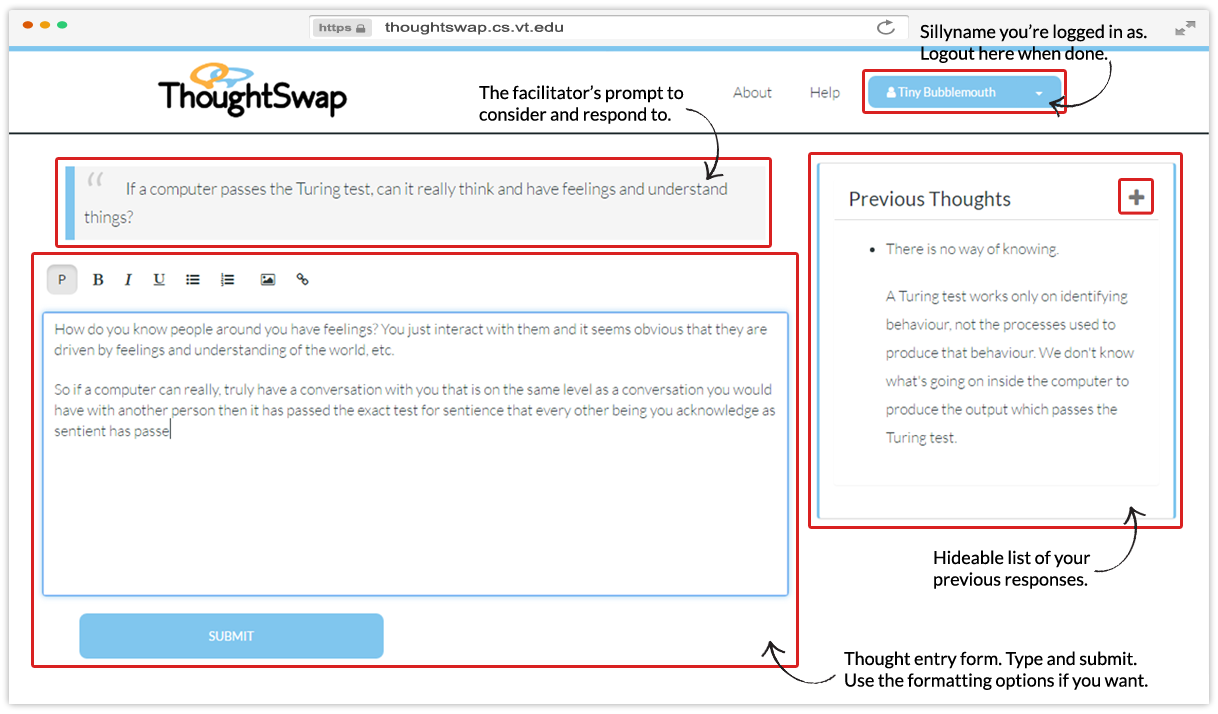 https thoughtswap.cs.vt.edu
Sillyname you're logged in as.
Logout here when done.
ThoughtSwap
The facilitator's prompt to
consider and respond to.
About
Help
Tiny Bubblemouth
“ If a computer passes the Turing test, can it really think and have feelings and understand
things?
P B I U
How do you know people around you have feelings? You just interact with them and it seems obvious that they are
driven by feelings and understanding of the world, etc.
So if a computer can really, truly have a conversation with you that is on the same level as a conversation you would
have with another person then it has passed the exact test for sentience that every other being you acknowledge as
sentient has passe
SUBMIT
Previous Thoughts
• There is no way of knowing.
A Turing test works only on identifying
behaviour, not the processes used to
produce that behaviour. We don't know
what's going on inside the computer to
produce the output which passes the
Turing test.
Hideable list of your
previous responses.
Thought entry form. Type and submit.
Use the formatting options if you want.